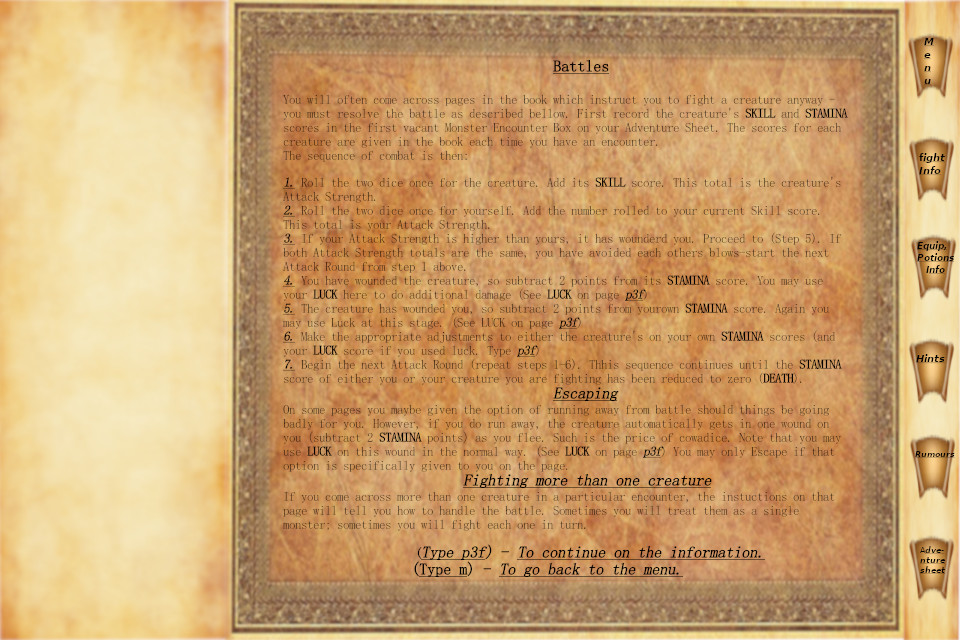 Battles
You will often come across pages in the book which instruct you to fight a creature anyway -
you must resolve the battle as described bellow. First record the creature's SKILL and STAMINA
scores in the first vacant Monster Encounter Box on your Adventure Sheet. The scores for each
creature are given in the book each time you have an encounter.
The sequence of combat is then:
1. Roll the two dice once for the creature. Add its SKILL score. This total is the creature's
Attack Strength.
2. Roll the two dice once for yourself. Add the number rolled to your current Skill score.
This total is your Attack Strength.
3. If your Attack Strength is higher than yours, it has wounderd you. Proceed to (Step 5). If
both Attack Strength totals are the same, you have avoided each others blows start the next
Attack Round from step 1 above.
4. You have wounded the creature, so subtract 2 points from its STAMINA score. You may use
your LUCK here to do additional damage (See LUCK on page p3f)
5. The creature has wounded you, so subtract 2 points from yourown STAMINA score. Again you
may use Luck at this stage. (See LUCK on page p3f)
6. Make the appropriate adjustments to either the creature's on your own STAMINA scores (and
your LUCK score if you used luck. Type p3f)
7. Begin the next Attack Round (repeat steps 1-6). Thhis sequence continues until the STAMINA
score of either you or your creature you are fighting has been reduced to zero (DEATH).
Escaping
On some pages you maybe given the option of running away from battle should things be going
badly for you. However, if you do run away, the creature automatically gets in one wound on
you (subtract 2 STAMINA points) as you flee. Such is the price of cowadice. Note that you may
use LUCK on this wound in the normal way. (See LUCK on page p3f) You may only Escape if that
option is specifically given to you on the page.
Fighting more than one creature
If you come across more than one creature in a particular encounter, the instuctions on that
page will tell you how to handle the battle. Sometimes you will treat them as a single
monster; sometimes you will fight each one in turn.
(Type p3f) - To continue on the information.
(Type m) - To go back to the menu.
M
e
n
u
fight
Info
Equip.
Potions
Info
Hints
Rumours
Adve-
nture
sheet